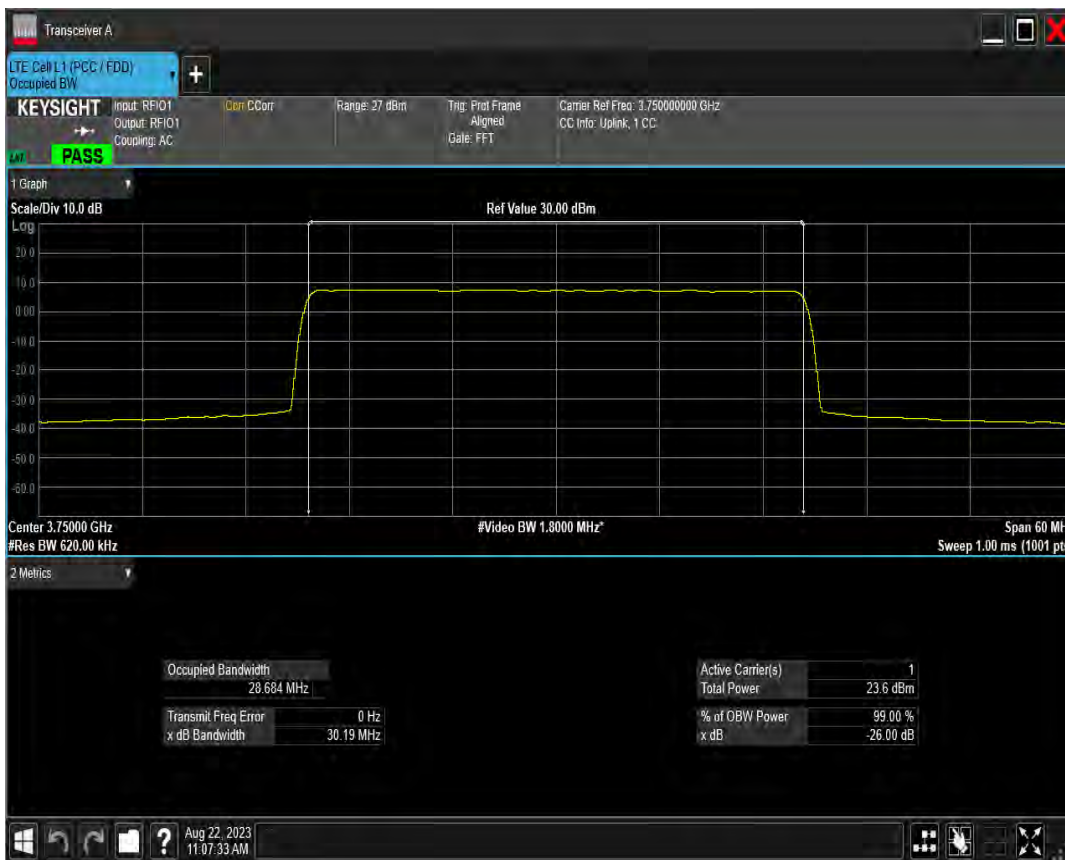 Transceiver A
LTE Cell L1 (PCC / FDD)
Occupied BW
KEYSIGHT
PASS
Input: RFIO1
Output: RFIO1
Coupling: AC
Corr CCorr
Range: 27 dBm
Trig: Prot Frame
Aligned
Gate: FFT
Carrier Ref Freq: 3.750000000 GHz
CC Info: Uplink, 1 CC
1 Graph
Scale/Div 10.0 dB
Ref Value 30.00 dBm
Log
20.0
10.0
0.00
-10.0
-20.0
-30.0
-40.0
-50.0
-60.0
Center 3.75000 GHz
#Video BW 1.8000 MHz*
Span 60 MH
#Res BW 620.00 kHz
Sweep 1.00 ms (1001 pt
2 Metrics
Occupied Bandwidth
28.684 MHz
Transmit Freq Error 0 Hz
x dB Bandwidth 30.19 MHz
Active Carrier(s) 1
Total Power 23.6 dBm
% of OBW Power 99.00 %
x dB -26.00 dB
Aug 22, 2023
11:07:33 AM